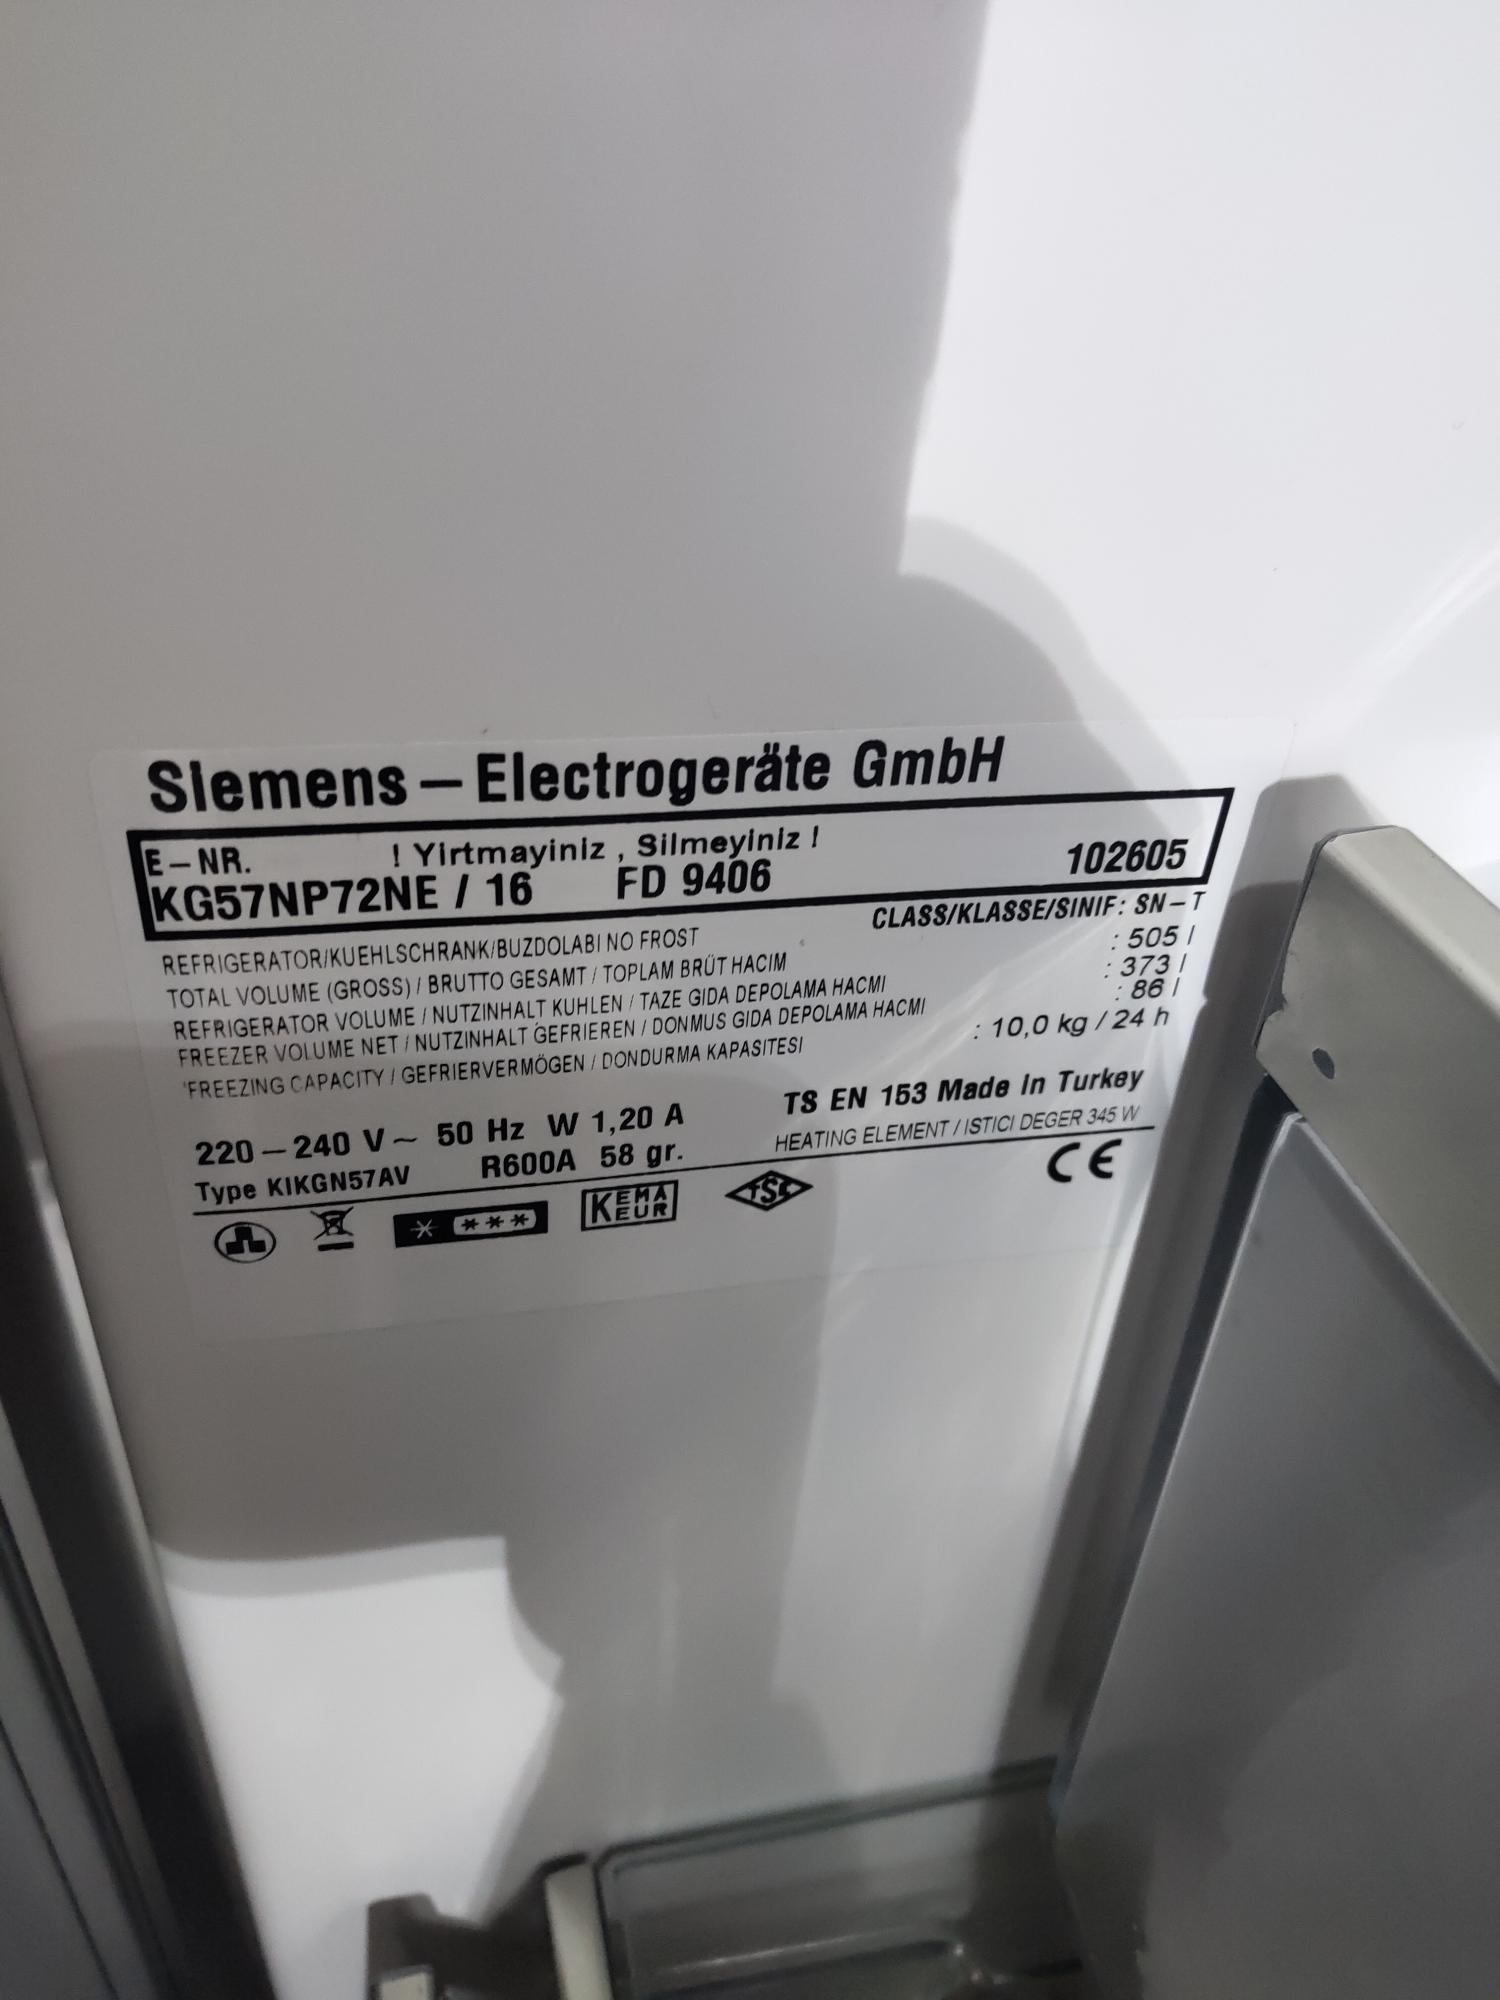 Siemens – Electrogeräte GmbH
E – NR. ! Yirtmayiniz , Silmeyiniz !
KG57NP72NE / 16 FD 9406 102605
CLASS/KLASSE/SINIF: SN – T
REFRIGERATOR/KUEHLSCHRANK/BUZDOLABI NO FROST
TOTAL VOLUME (GROSS) / BRUTTO GESAMT / TOPLAM BRÜT HACIM : 505 l
REFRIGERATOR VOLUME / NUTZINHALT KUHLEN / TAZE GIDA DEPOLAMA HACMI : 373 l
FREEZER VOLUME NET / NUTZINHALT GEFRIEREN / DONMUS GIDA DEPOLAMA HACMI : 86 l
FREEZING CAPACITY / GEFRIERVERMÖGEN / DONDURMA KAPASITESI : 10,0 kg / 24 h
TS EN 153 Made in Turkey
220 – 240 V ~ 50 Hz W 1,20 A
HEATING ELEMENT / ISTICI DEGER 345 W
Type KIKGN57AV R600A 58 gr.
KEMA EUR TSE CE